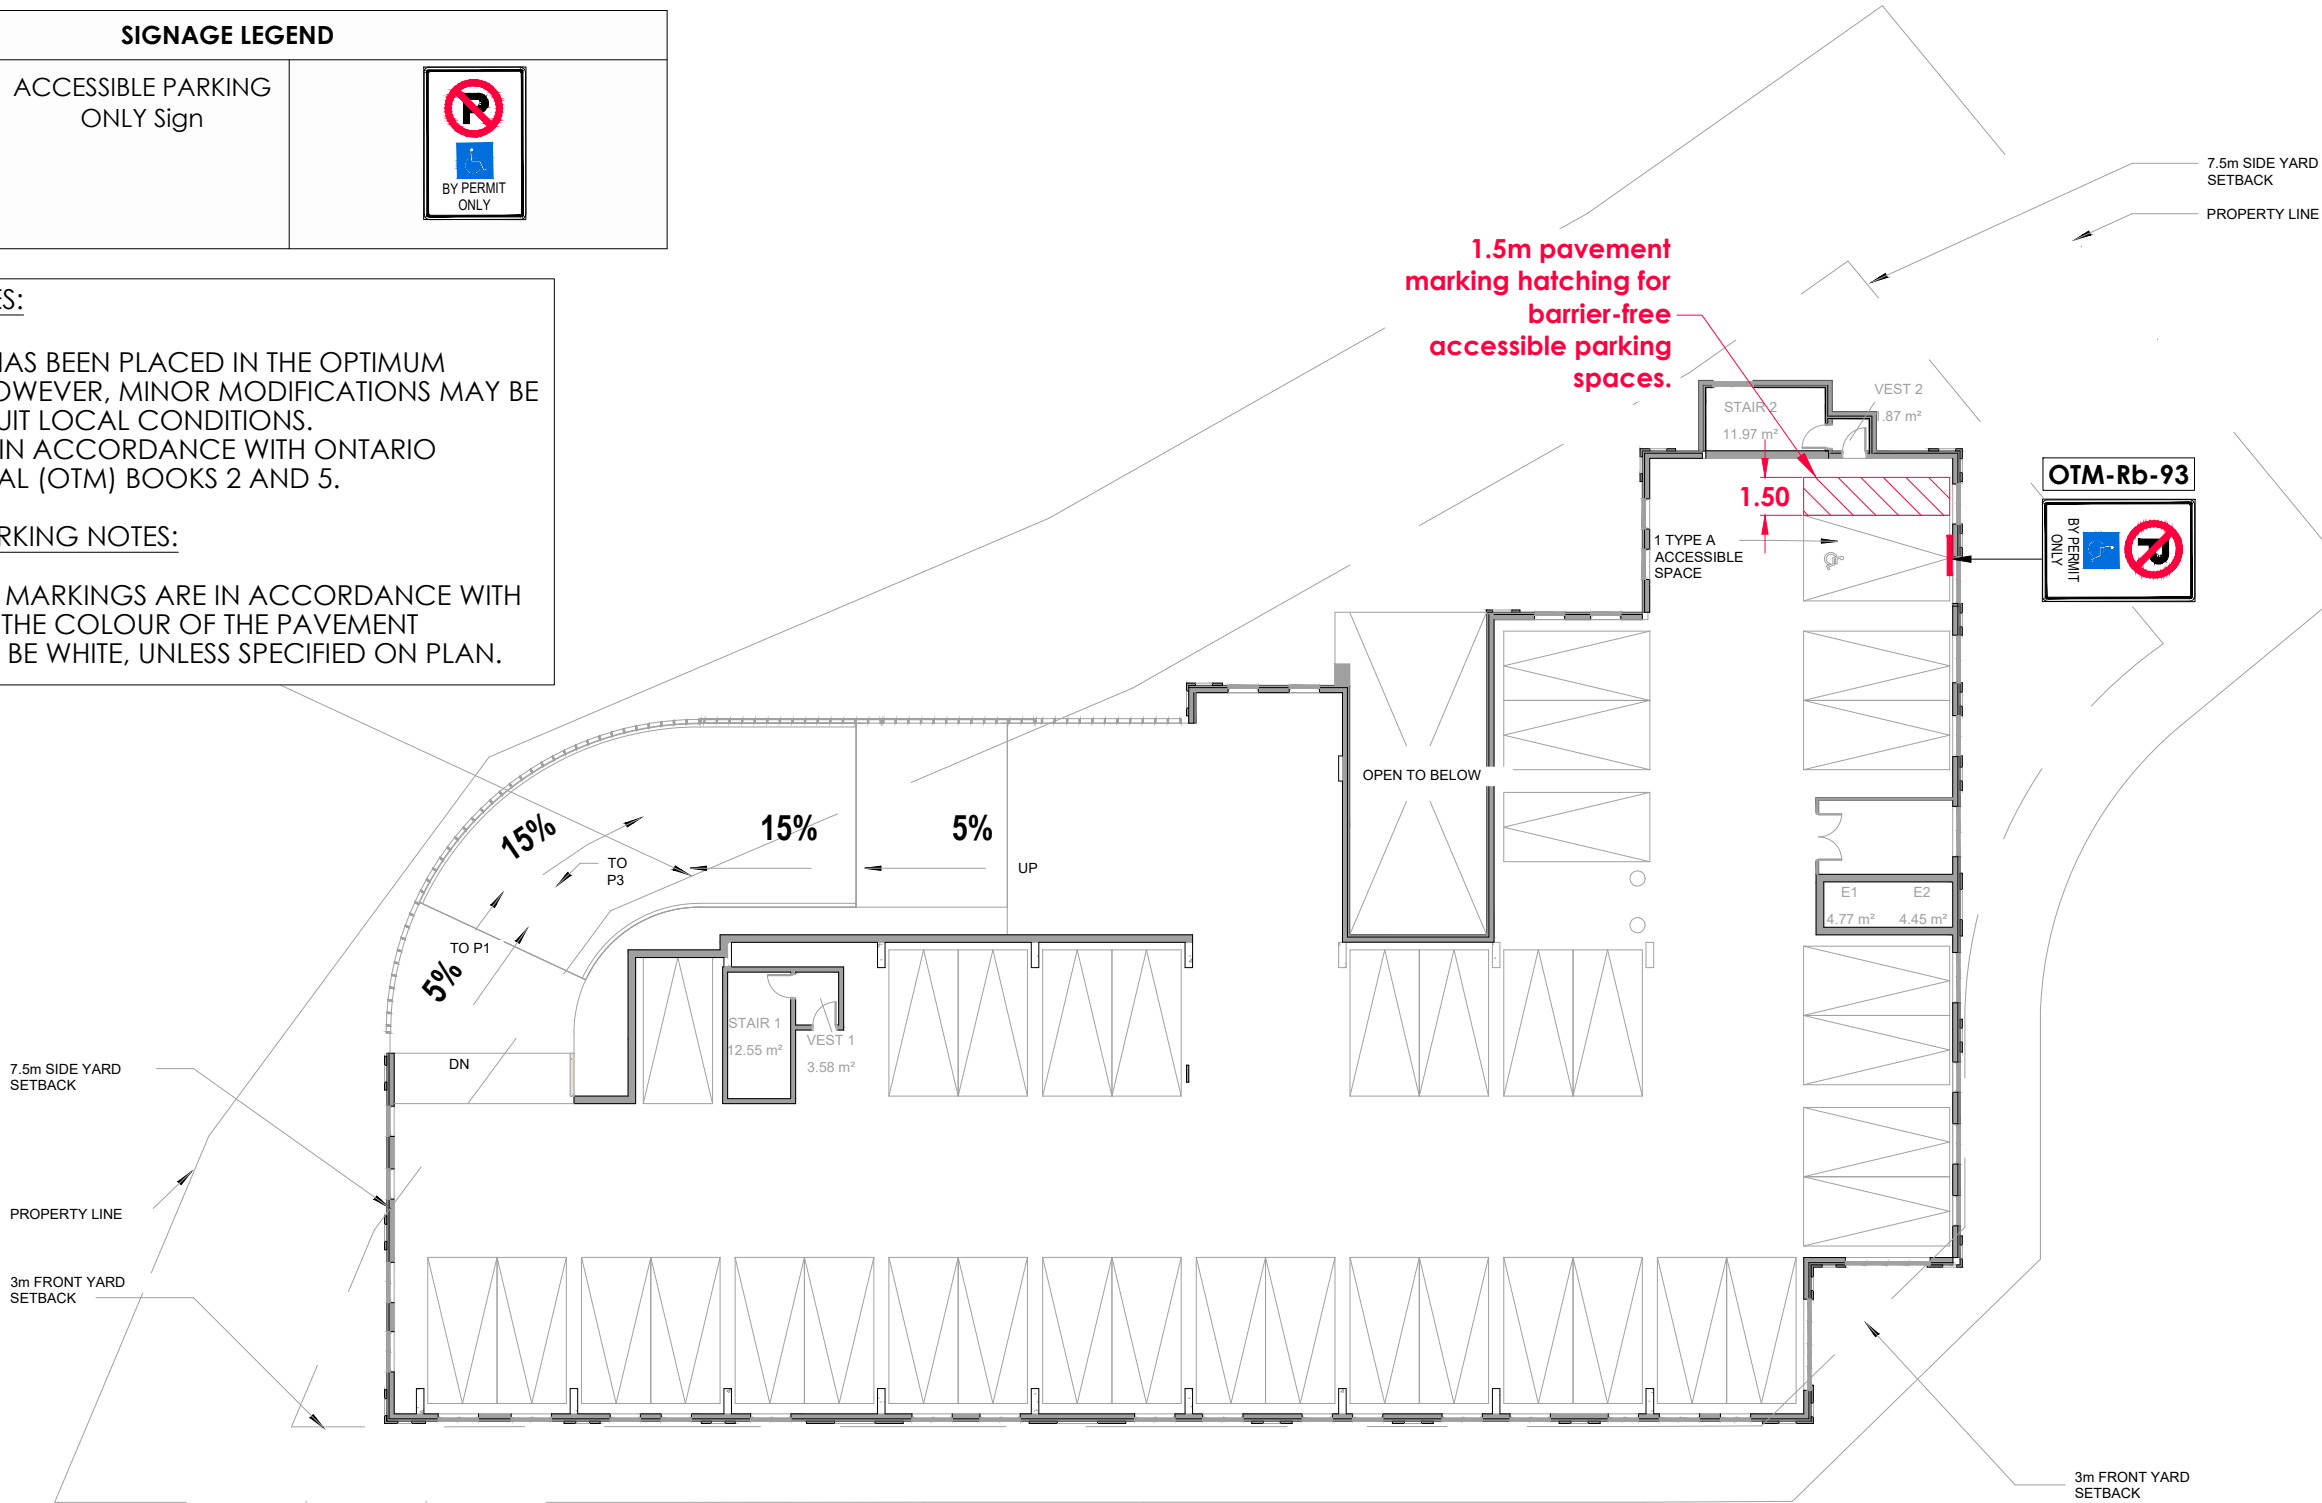 SIGNAGE LEGEND
ACCESSIBLE PARKING
ONLY Sign
P
BY PERMIT
ONLY
ES:
HAS BEEN PLACED IN THE OPTIMUM
OWEVER, MINOR MODIFICATIONS MAY BE
UIT LOCAL CONDITIONS.
IN ACCORDANCE WITH ONTARIO
AL (OTM) BOOKS 2 AND 5.
RKING NOTES:
MARKINGS ARE IN ACCORDANCE WITH
THE COLOUR OF THE PAVEMENT
BE WHITE, UNLESS SPECIFIED ON PLAN.
7.5m SIDE YARD
SETBACK
PROPERTY LINE
1.5m pavement
marking hatching for
barrier-free
accessible parking
spaces.
STAIR 2
11.97 m²
VEST 2
.87 m²
1.50
1 TYPE A
ACCESSIBLE
SPACE
OTM-Rb-93
P
BY PERMIT
ONLY
OPEN TO BELOW
15%
15%
5%
TO
P3
UP
TO P1
5%
E1
4.77 m²
E2
4.45 m²
STAIR 1
12.55 m²
VEST 1
3.58 m²
DN
7.5m SIDE YARD
SETBACK
PROPERTY LINE
3m FRONT YARD
SETBACK
3m FRONT YARD
SETBACK